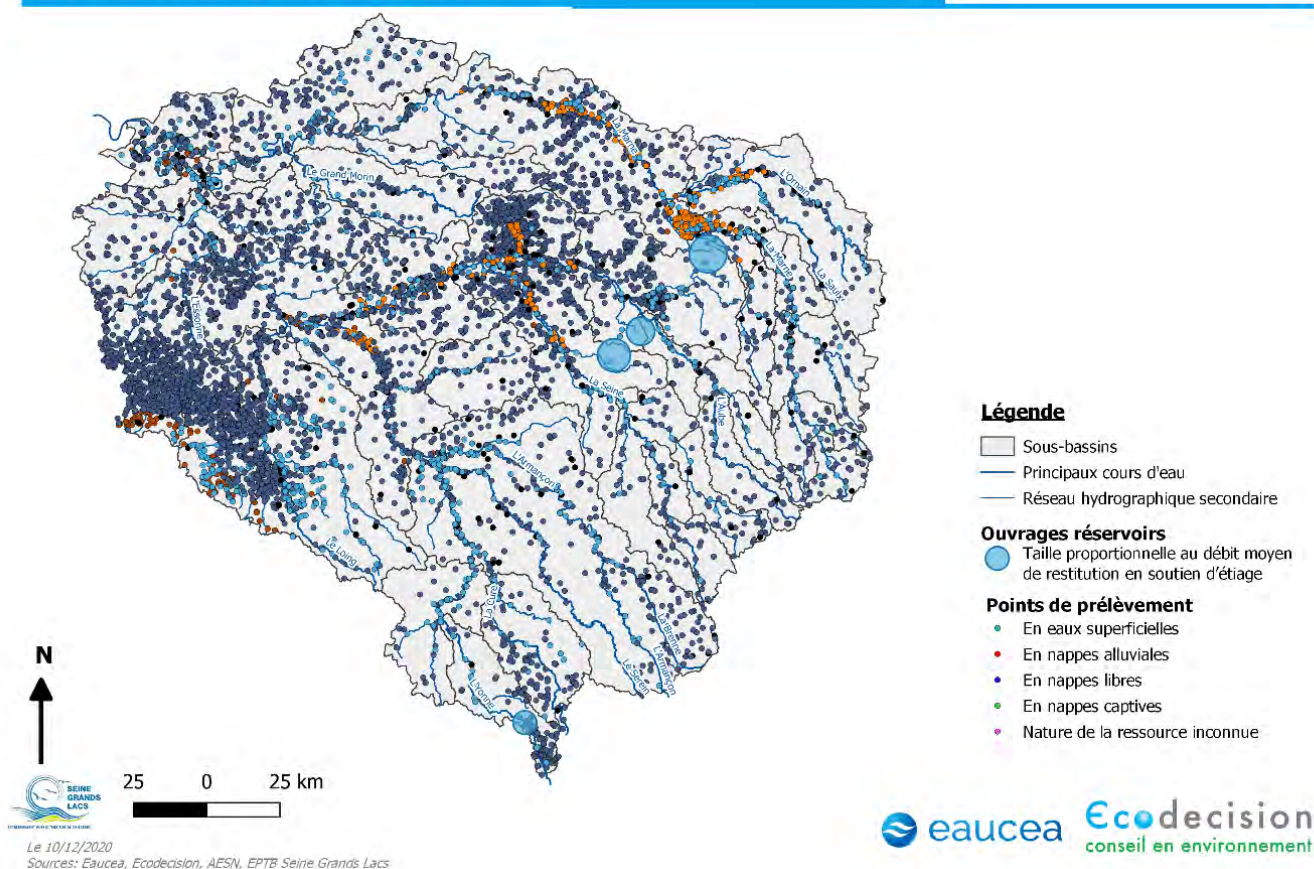 La Marne
L'Ornain
Le Grand Morin
La Marne
La Saulx
L'Essonne
La Seine
L'Aube
L'Armançon
Le Loing
La Cure
La Brenne
L'Armançon
Le Serein
L'Yonne
Légende
Sous-bassins
Principaux cours d'eau
Réseau hydrographique secondaire
Ouvrages réservoirs
Taille proportionnelle au débit moyen
de restitution en soutien d'étiage
Points de prélèvement
En eaux superficielles
En nappes alluviales
En nappes libres
En nappes captives
Nature de la ressource inconnue
N
25 0 25 km
SEINE
GRANDS
LACS
eaucea
Ecodecision
conseil en environnement
Le 10/12/2020
Sources: Eaucea, Ecodecision, AESN, EPTB Seine Grands Lacs